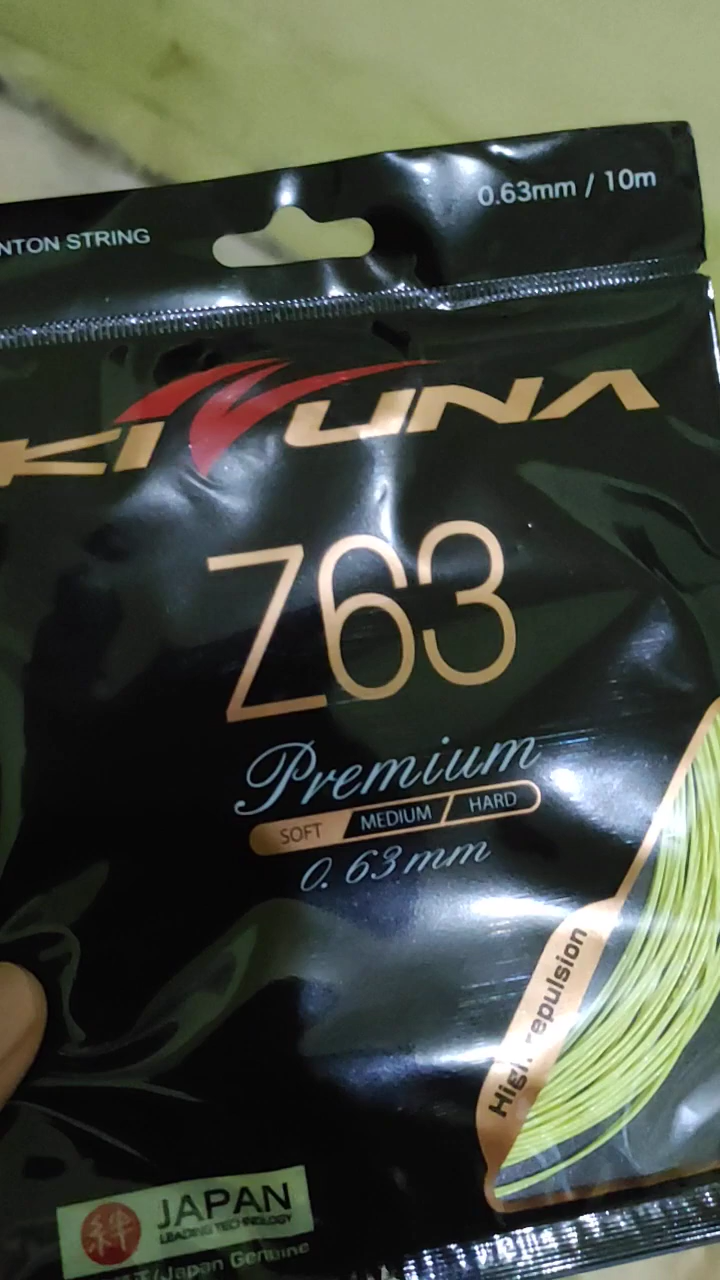 NTON STRING
0.63mm / 10m
KIZUNA
Z63
Premium
SOFT MEDIUM HARD
0.63mm
High repulsion
絆
JAPAN
LEADING TECHNOLOGY
/Japan Genuine